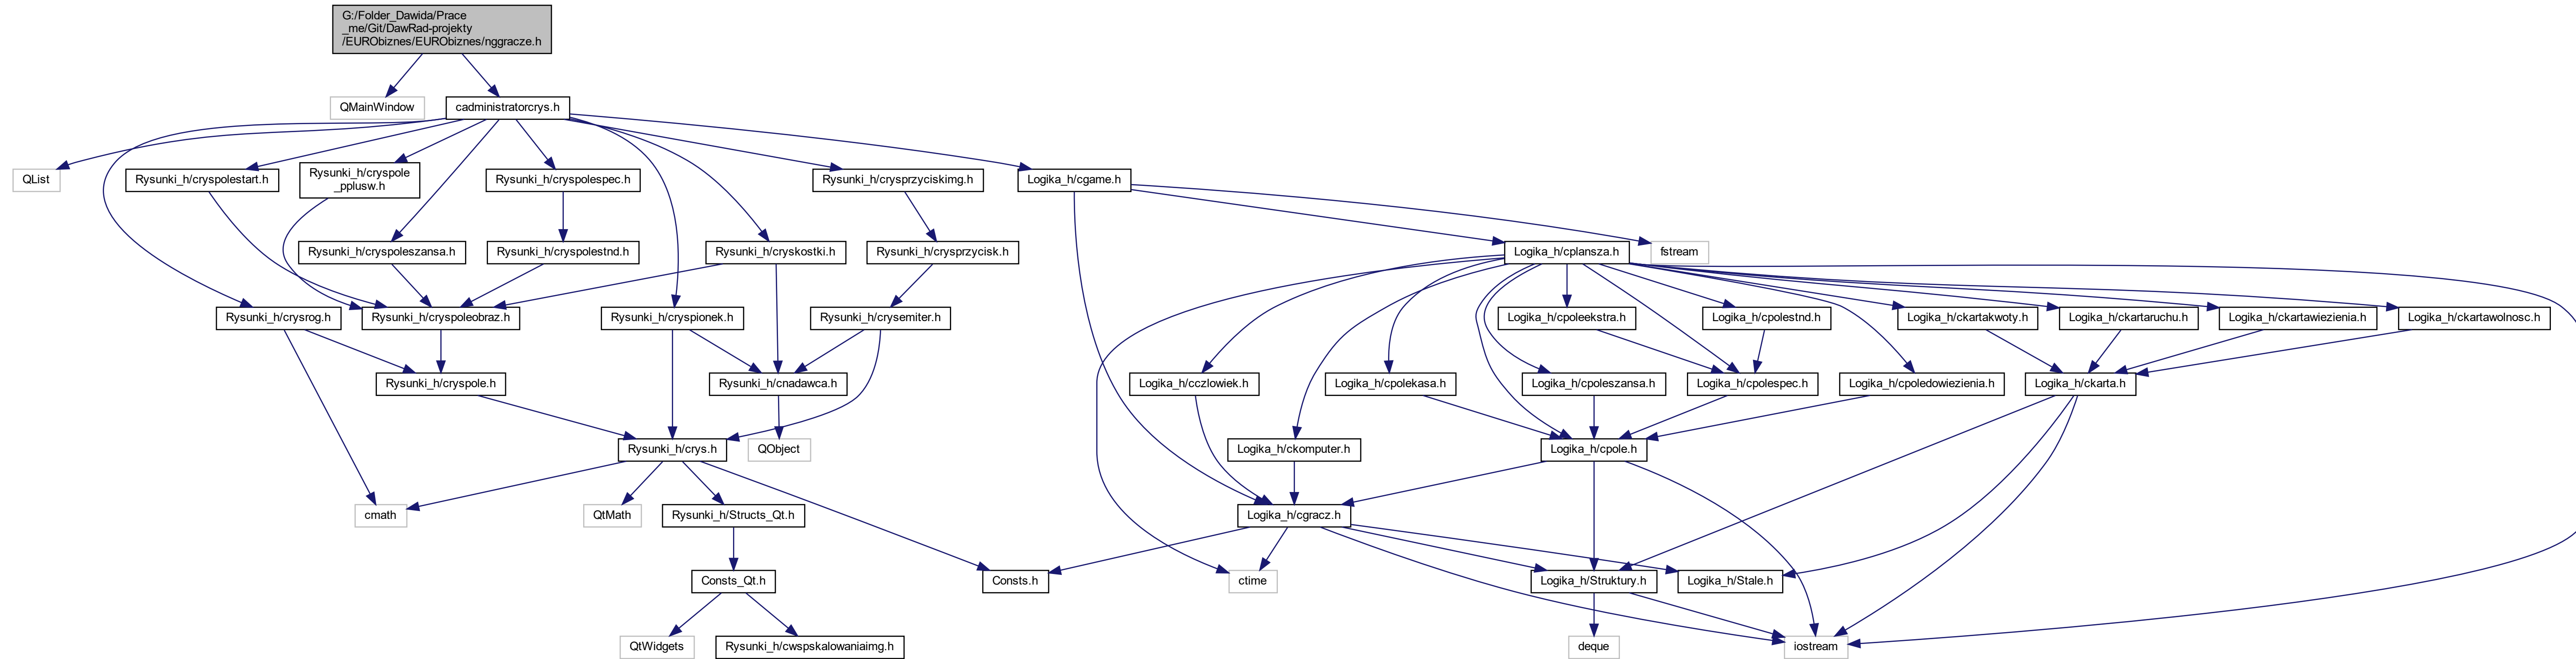 G:/Folder_Dawida/Prace
_me/Git/DawRad-projekty
/EURObiznes/EURObiznes/nggracze.h
QMainWindow
cadministratorcrys.h
QList
Rysunki_h/cryspolestart.h
Rysunki_h/cryspole
_pplusw.h
Rysunki_h/cryspolespec.h
Rysunki_h/crysprzyciskimg.h
Logika_h/cgame.h
Rysunki_h/cryspoleszansa.h
Rysunki_h/cryspolestnd.h
Rysunki_h/cryskostki.h
Rysunki_h/crysprzycisk.h
Logika_h/cplansza.h
fstream
Rysunki_h/crysrog.h
Rysunki_h/cryspoleobraz.h
Rysunki_h/cryspionek.h
Rysunki_h/crysemiter.h
Logika_h/cpoleekstra.h
Logika_h/cpolestnd.h
Logika_h/ckartakwoty.h
Logika_h/ckartaruchu.h
Logika_h/ckartawiezienia.h
Logika_h/ckartawolnosc.h
Rysunki_h/cryspole.h
Rysunki_h/cnadawca.h
Logika_h/cczlowiek.h
Logika_h/cpolekasa.h
Logika_h/cpoleszansa.h
Logika_h/cpolespec.h
Logika_h/cpoledowiezienia.h
Logika_h/ckarta.h
Rysunki_h/crys.h
QObject
Logika_h/ckomputer.h
Logika_h/cpole.h
cmath
QtMath
Rysunki_h/Structs_Qt.h
Logika_h/cgracz.h
Consts_Qt.h
Consts.h
ctime
Logika_h/Struktury.h
Logika_h/Stale.h
QtWidgets
Rysunki_h/cwspskalowaniaimg.h
deque
iostream